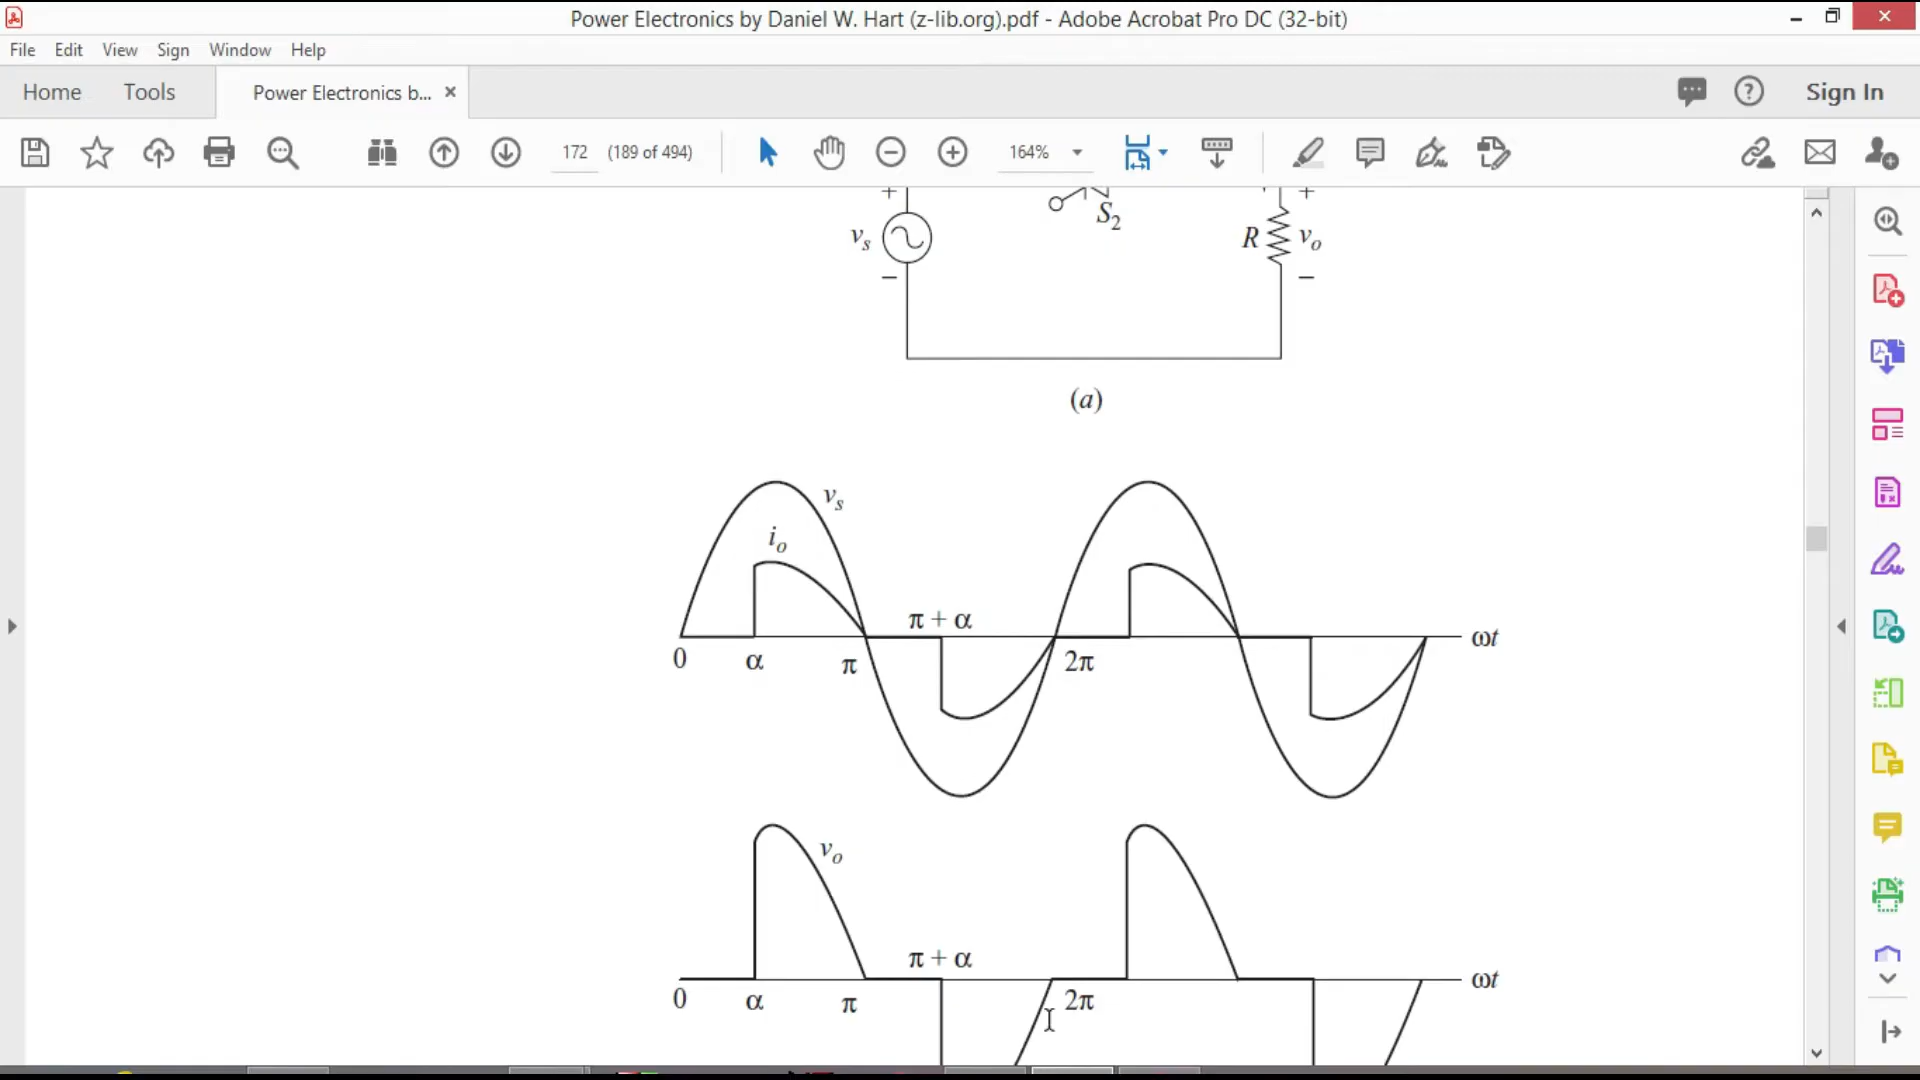 Power Electronics by Daniel W. Hart (z-lib.org).pdf - Adobe Acrobat Pro DC (32-bit)
File Edit View Sign Window Help
Home Tools Power Electronics b... × Sign In
172 (189 of 494) 164%
+ S₂ +
vₛ R vₒ
− −
(a)
vₛ
iₒ
π + α
ωt
0 α π 2π
vₒ
π + α
ωt
0 α π 2π